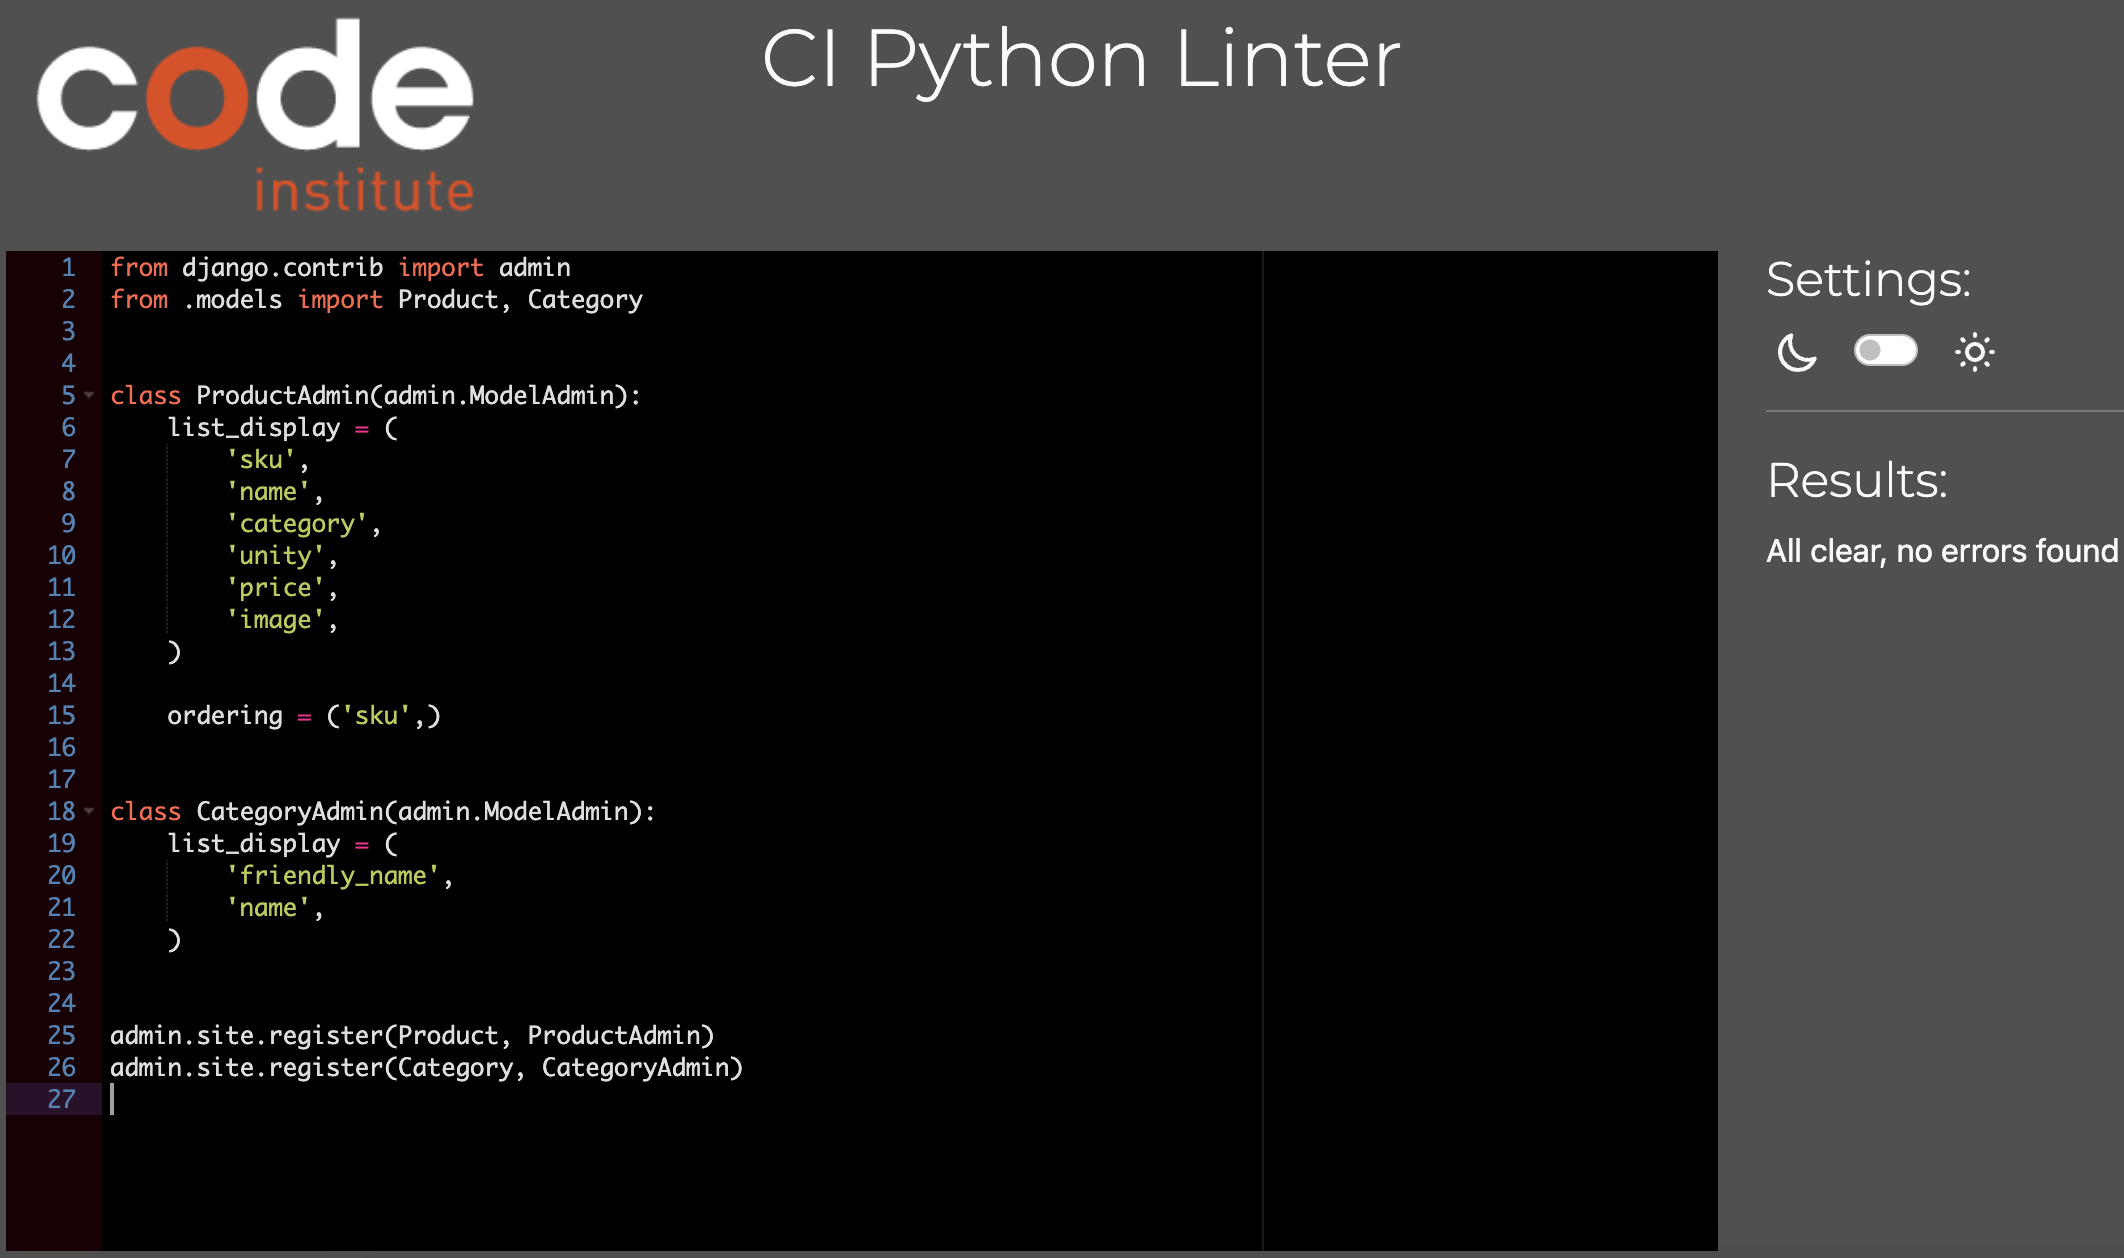 code
institute
CI Python Linter
1 from django.contrib import admin
2 from .models import Product, Category
3
4
5 class ProductAdmin(admin.ModelAdmin):
6     list_display = (
7         'sku',
8         'name',
9         'category',
10         'unity',
11         'price',
12         'image',
13     )
14
15     ordering = ('sku',)
16
17
18 class CategoryAdmin(admin.ModelAdmin):
19     list_display = (
20         'friendly_name',
21         'name',
22     )
23
24
25 admin.site.register(Product, ProductAdmin)
26 admin.site.register(Category, CategoryAdmin)
27
Settings:
Results:
All clear, no errors found